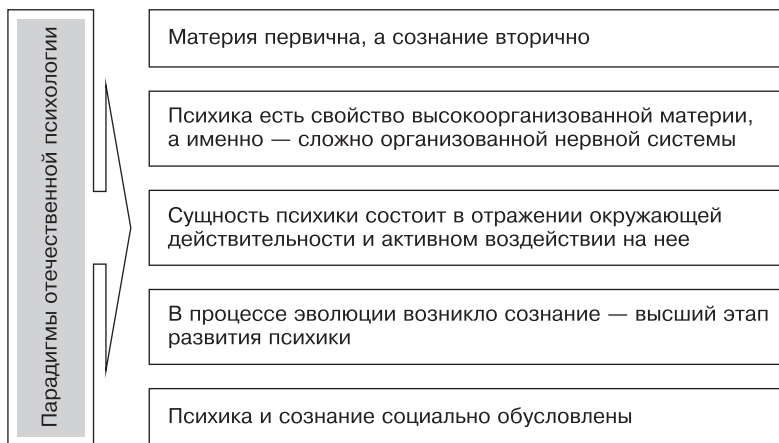 Парадигмы отечественной психологии
Материя первична, а сознание вторично
Психика есть свойство высокоорганизованной материи,
а именно — сложно организованной нервной системы
Сущность психики состоит в отражении окружающей
действительности и активном воздействии на нее
В процессе эволюции возникло сознание — высший этап
развития психики
Психика и сознание социально обусловлены